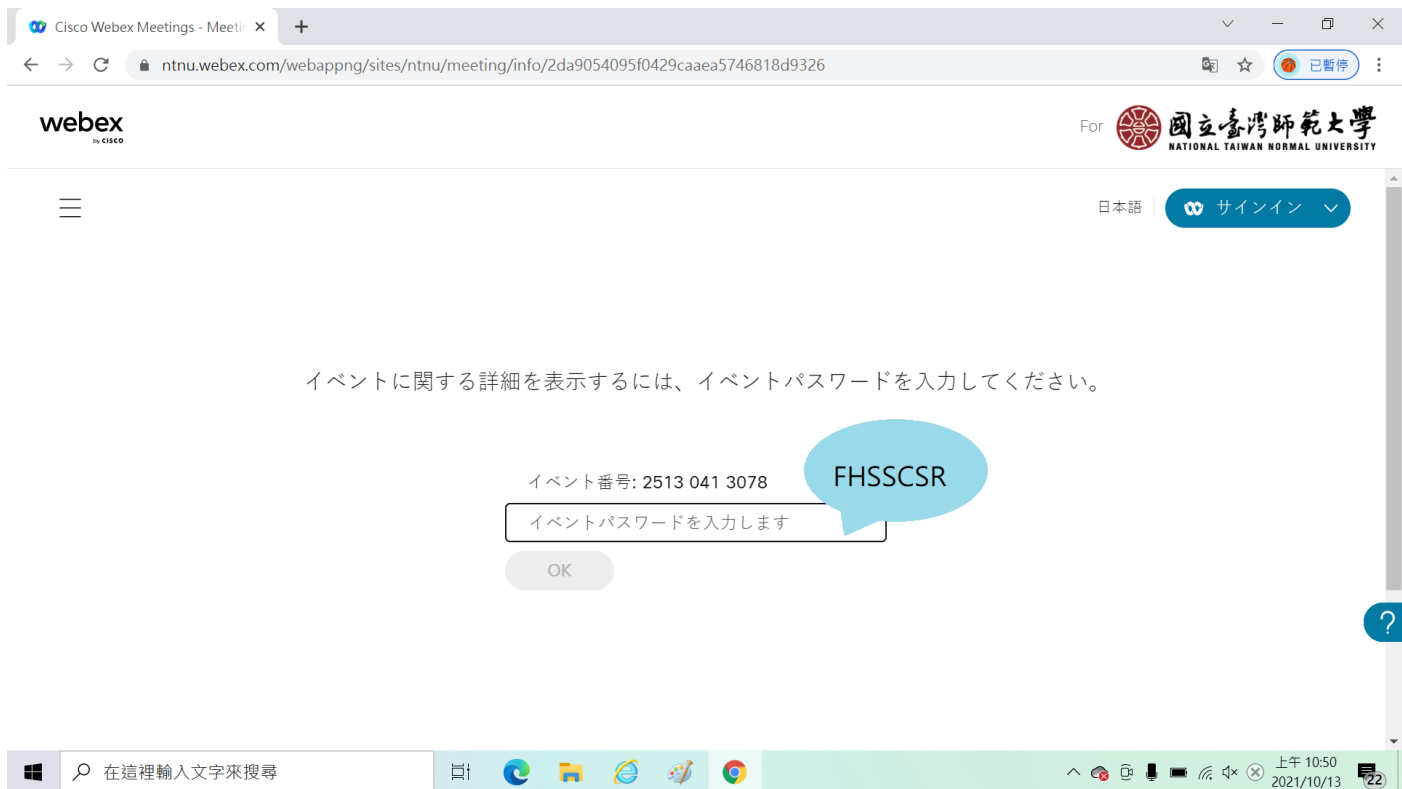 Cisco Webex Meetings - Meeti
ntnu.webex.com/webappng/sites/ntnu/meeting/info/2da9054095f0429caaea5746818d9326
已暫停
webex
by CISCO
For
國立臺灣師範大學
NATIONAL TAIWAN NORMAL UNIVERSITY
日本語
サインイン
イベントに関する詳細を表示するには、イベントパスワードを入力してください。
FHSSCSR
イベント番号: 2513 041 3078
イベントパスワードを入力します
OK
?
在這裡輸入文字來搜尋
上午 10:50
2021/10/13
22